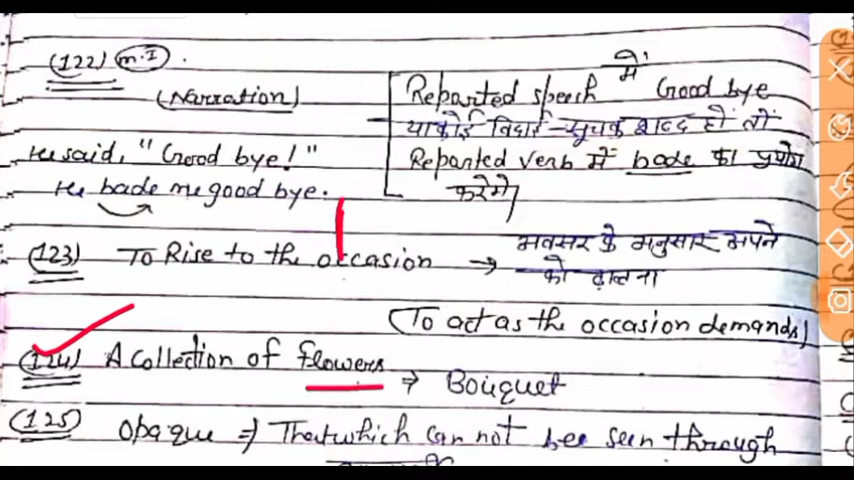 (122) m.I .
(Narration)
He said, "Good bye!"
He bade me good bye.
Reported speech में Good bye
या कोई विदाई-सूचक शब्द हो तो
Reported verb में bade का प्रयोग
करेंगे।
(123) To Rise to the occasion → अवसर के अनुसार अपने
को ढालना
(To act as the occasion demands)
(124) A collection of flowers ⇒ Bouquet
(125) Opaque ⇒ That which can not bee seen through